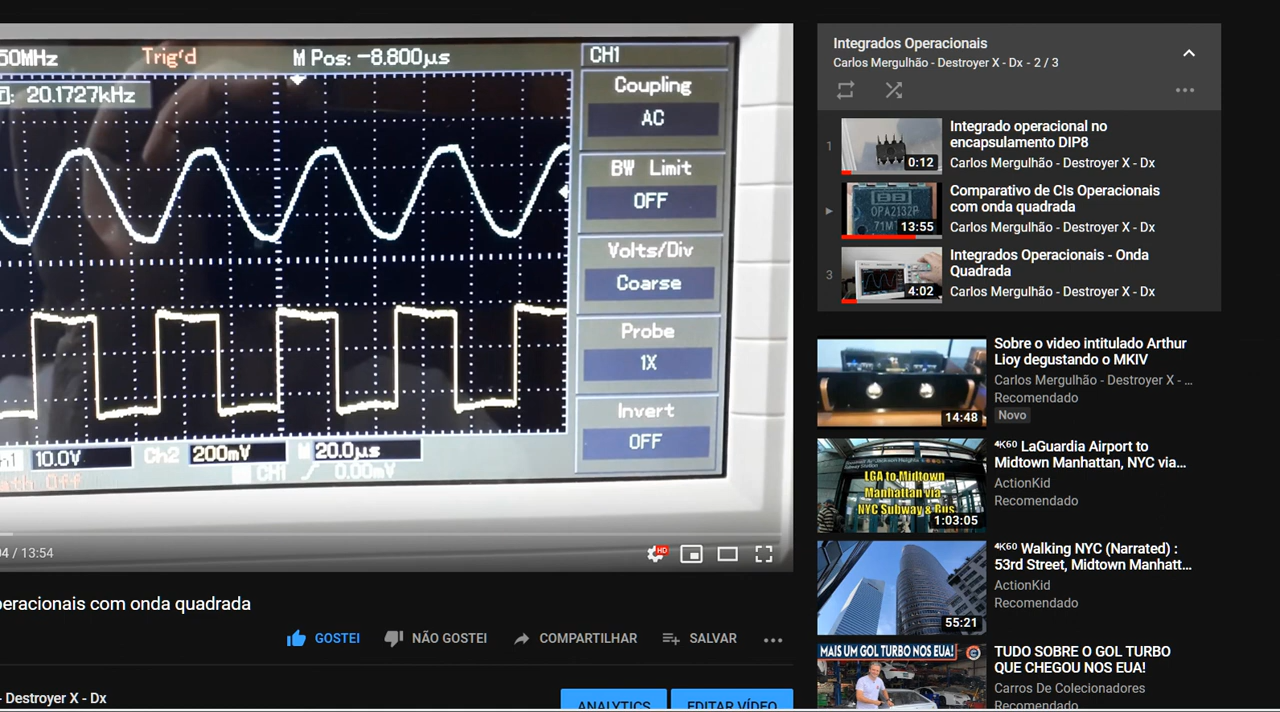 50MHz
Trig'd
M Pos: -8.800µs
20.1727kHz
CH1
Coupling
AC
BW Limit
OFF
Volts/Div
Coarse
Probe
1X
Invert
OFF
10.0V
Ch2
200mV
M
20.0µs
CH1
0.00mV
04 / 13:54
HD
peracionais com onda quadrada
GOSTEI
NÃO GOSTEI
COMPARTILHAR
SALVAR
- Destroyer X - Dx
ANALYTICS
EDITAR VÍDEO
Integrados Operacionais
Carlos Mergulhão - Destroyer X - Dx - 2 / 3
1
0:12
Integrado operacional no
encapsulamento DIP8
Carlos Mergulhão - Destroyer X - Dx
BB
OPA2132P
13:55
Comparativo de CIs Operacionais
com onda quadrada
Carlos Mergulhão - Destroyer X - Dx
3
4:02
Integrados Operacionais - Onda
Quadrada
Carlos Mergulhão - Destroyer X - Dx
14:48
Sobre o video intitulado Arthur
Lioy degustando o MKIV
Carlos Mergulhão - Destroyer X - ...
Recomendado
Novo
LGA to Midtown
Manhattan via
NYC Subway & Bus
1:03:05
⁴ᴷ⁶⁰ LaGuardia Airport to
Midtown Manhattan, NYC via...
ActionKid
Recomendado
55:21
⁴ᴷ⁶⁰ Walking NYC (Narrated) :
53rd Street, Midtown Manhatt...
ActionKid
Recomendado
MAIS UM GOL TURBO NOS EUA!
TUDO SOBRE O GOL TURBO
QUE CHEGOU NOS EUA!
Carros De Colecionadores
Recomendado